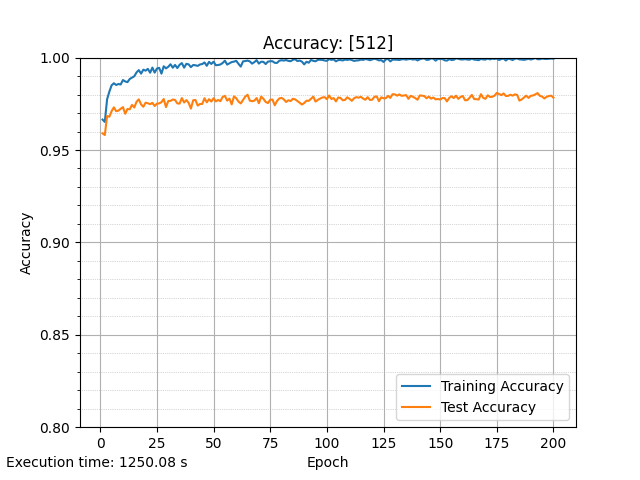 Accuracy: [512]
1.00
0.95
0.90
0.85
0.80
Accuracy
Training Accuracy
Test Accuracy
0 25 50 75 100 125 150 175 200
Epoch
Execution time: 1250.08 s